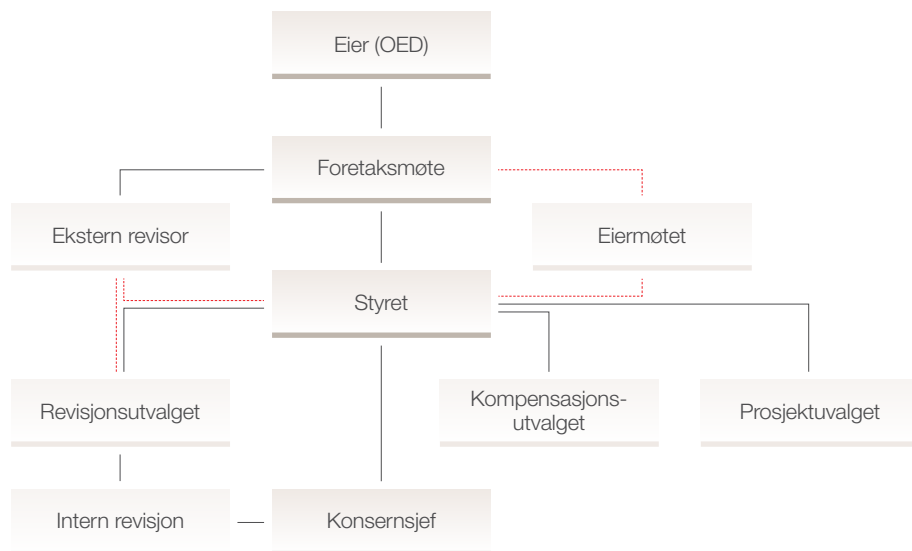 Eier (OED)
Foretaksmøte
Ekstern revisor
Eiermøtet
Styret
Revisjonsutvalget
Kompensasjons-
utvalget
Prosjektuvalget
Intern revisjon
Konsernsjef